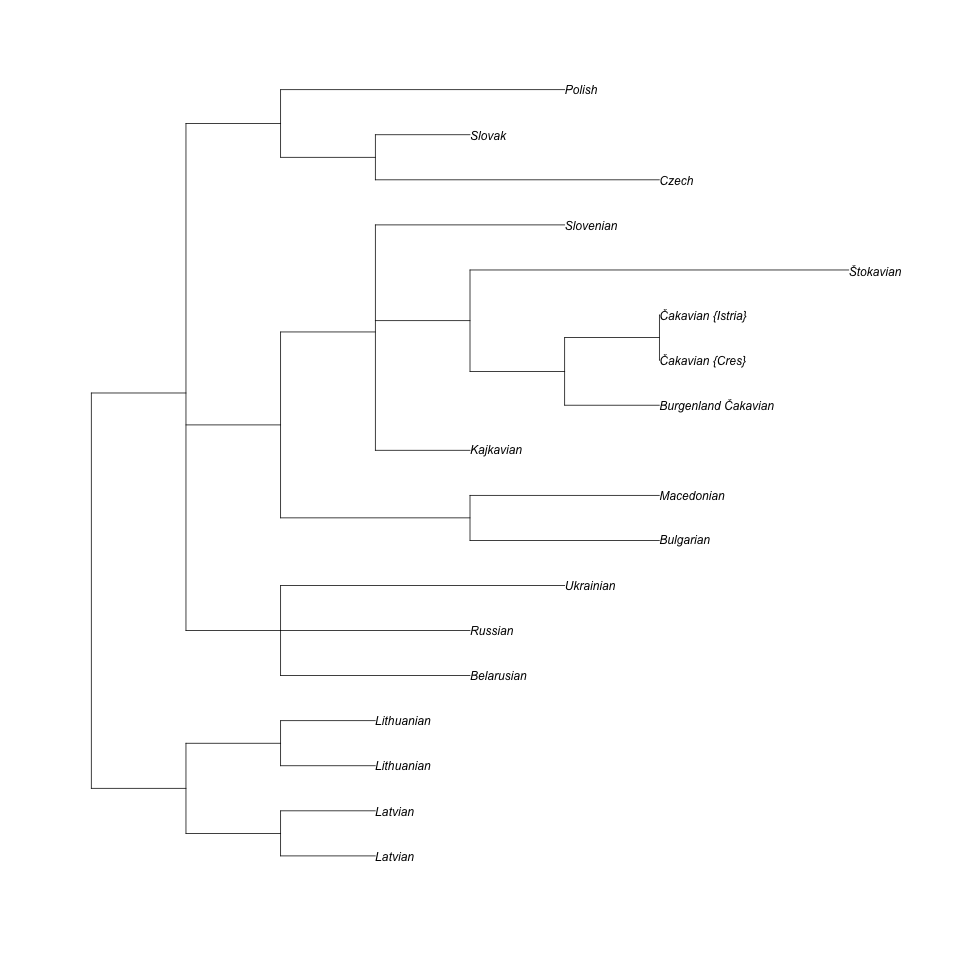 Polish
Slovak
Czech
Slovenian
Štokavian
Čakavian {Istria}
Čakavian {Cres}
Burgenland Čakavian
Kajkavian
Macedonian
Bulgarian
Ukrainian
Russian
Belarusian
Lithuanian
Lithuanian
Latvian
Latvian